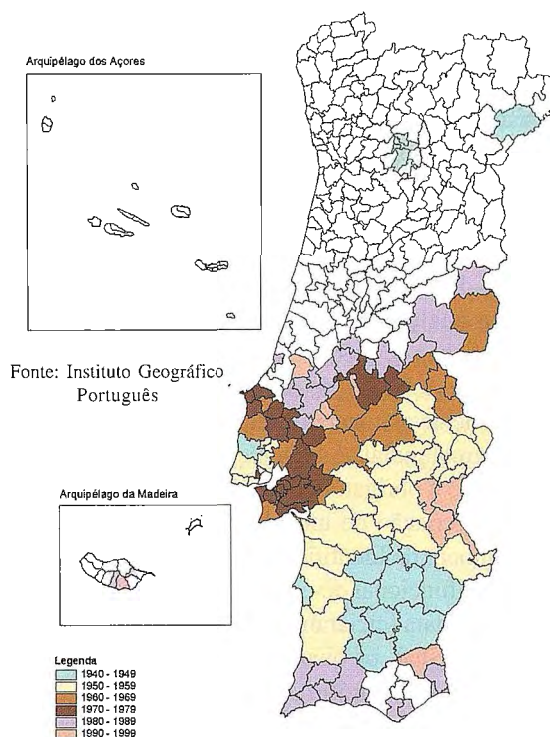 Arquipélago dos Açores
Fonte: Instituto Geográfico
Português
Arquipélago da Madeira
Legenda
1940 - 1949
1950 - 1959
1960 - 1969
1970 - 1979
1980 - 1989
1990 - 1999